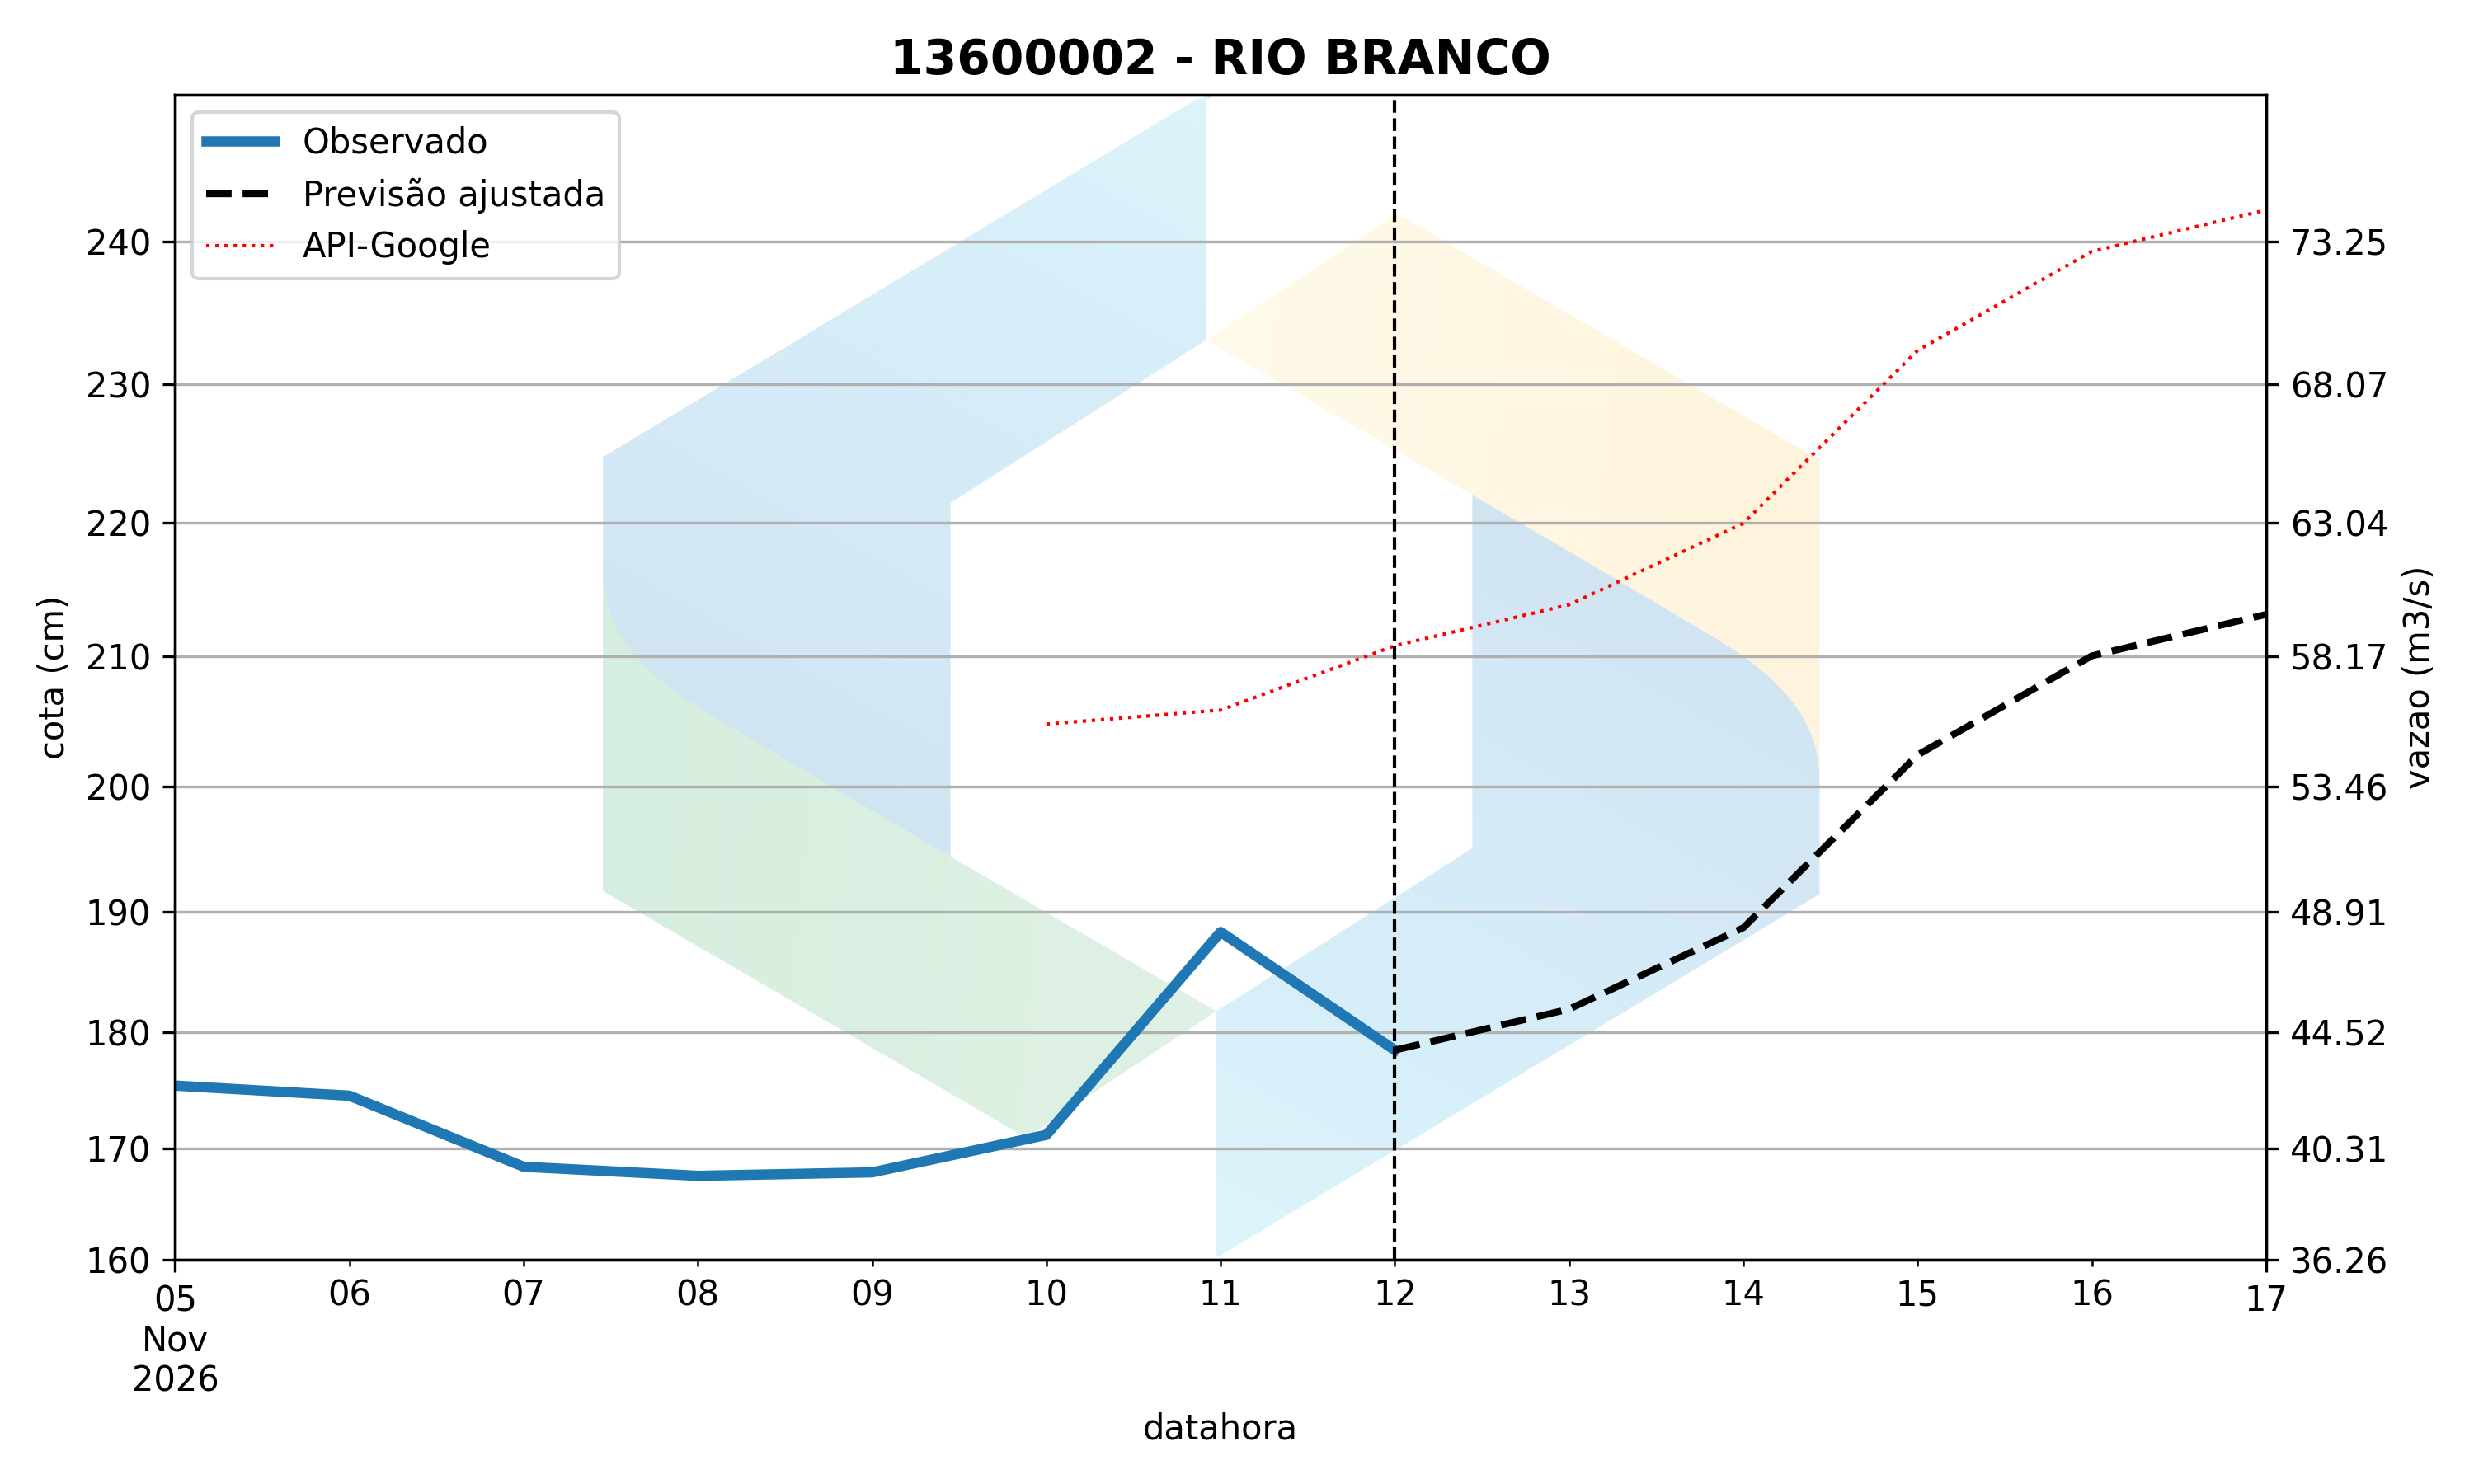 13600002 - RIO BRANCO
Observado
Previsão ajustada
API-Google
cota (cm)
240
230
220
210
200
190
180
170
160
73.25
68.07
63.04
58.17
53.46
48.91
44.52
40.31
36.26
vazao (m3/s)
05 06 07 08 09 10 11 12 13 14 15 16 17
Nov
2026
datahora